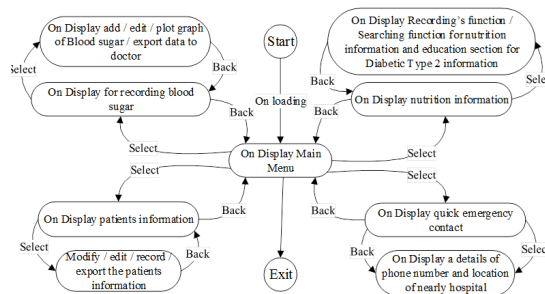 On Display add / edit / plot graph
of Blood sugar / export data to
doctor
Select
Back
On Display for recording blood
sugar
Back
Select
Start
On loading
On Display Recording's function /
Searching function for nutrition
information and education section for
Diabetic Type 2 information
Back
Select
On Display nutrition information
Back
Select
On Display Main
Menu
Select
On Display patients information
Back
Select
Modify / edit / record /
export the patients
information
Back
Exit
Select
On Display quick emergency
contact
Back
Back
Select
On Display a details of
phone number and location
of nearly hospital